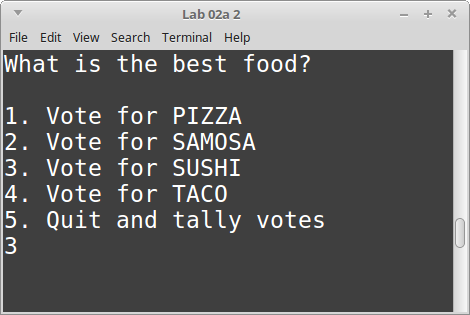 Lab 02a 2
File Edit View Search Terminal Help
What is the best food?
1. Vote for PIZZA
2. Vote for SAMOSA
3. Vote for SUSHI
4. Vote for TACO
5. Quit and tally votes
3